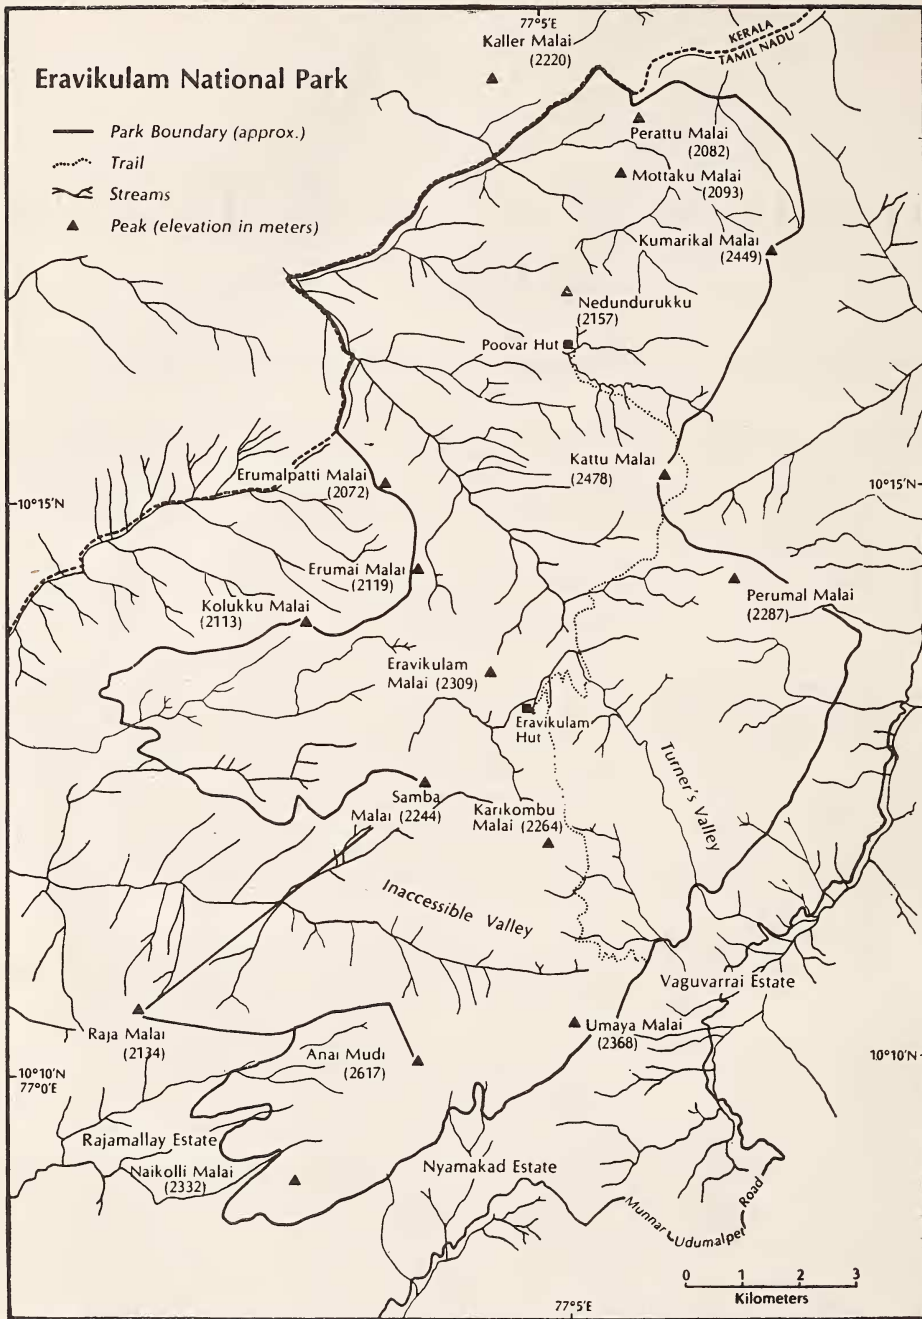 77°5'E
Kaller Malai
(2220)
KERALA
TAMIL NADU
Eravikulam National Park
Park Boundary (approx.)
Trail
Streams
Peak (elevation in meters)
Perattu Malai
(2082)
Mottaku Malai
(2093)
Kumarikal Malai
(2449)
Nedundurukku
(2157)
Poovar Hut
Kattu Malai
(2478)
Erumalpatti Malai
(2072)
10°15'N
10°15'N
Erumai Malai
(2119)
Perumal Malai
(2287)
Kolukku Malai
(2113)
Eravikulam
Malai (2309)
Eravikulam
Hut
Turner's Valley
Samba
Malai (2244)
Karikombu
Malai (2264)
Inaccessible Valley
Vaguvarrai Estate
Raja Malai
(2134)
Umaya Malai
(2368)
Anai Mudi
(2617)
10°10'N
77°0'E
10°10'N
Rajamallay Estate
Naikolli Malai
(2332)
Nyamakad Estate
Munnar Udumalpet Road
0 1 2 3
Kilometers
77°5'E